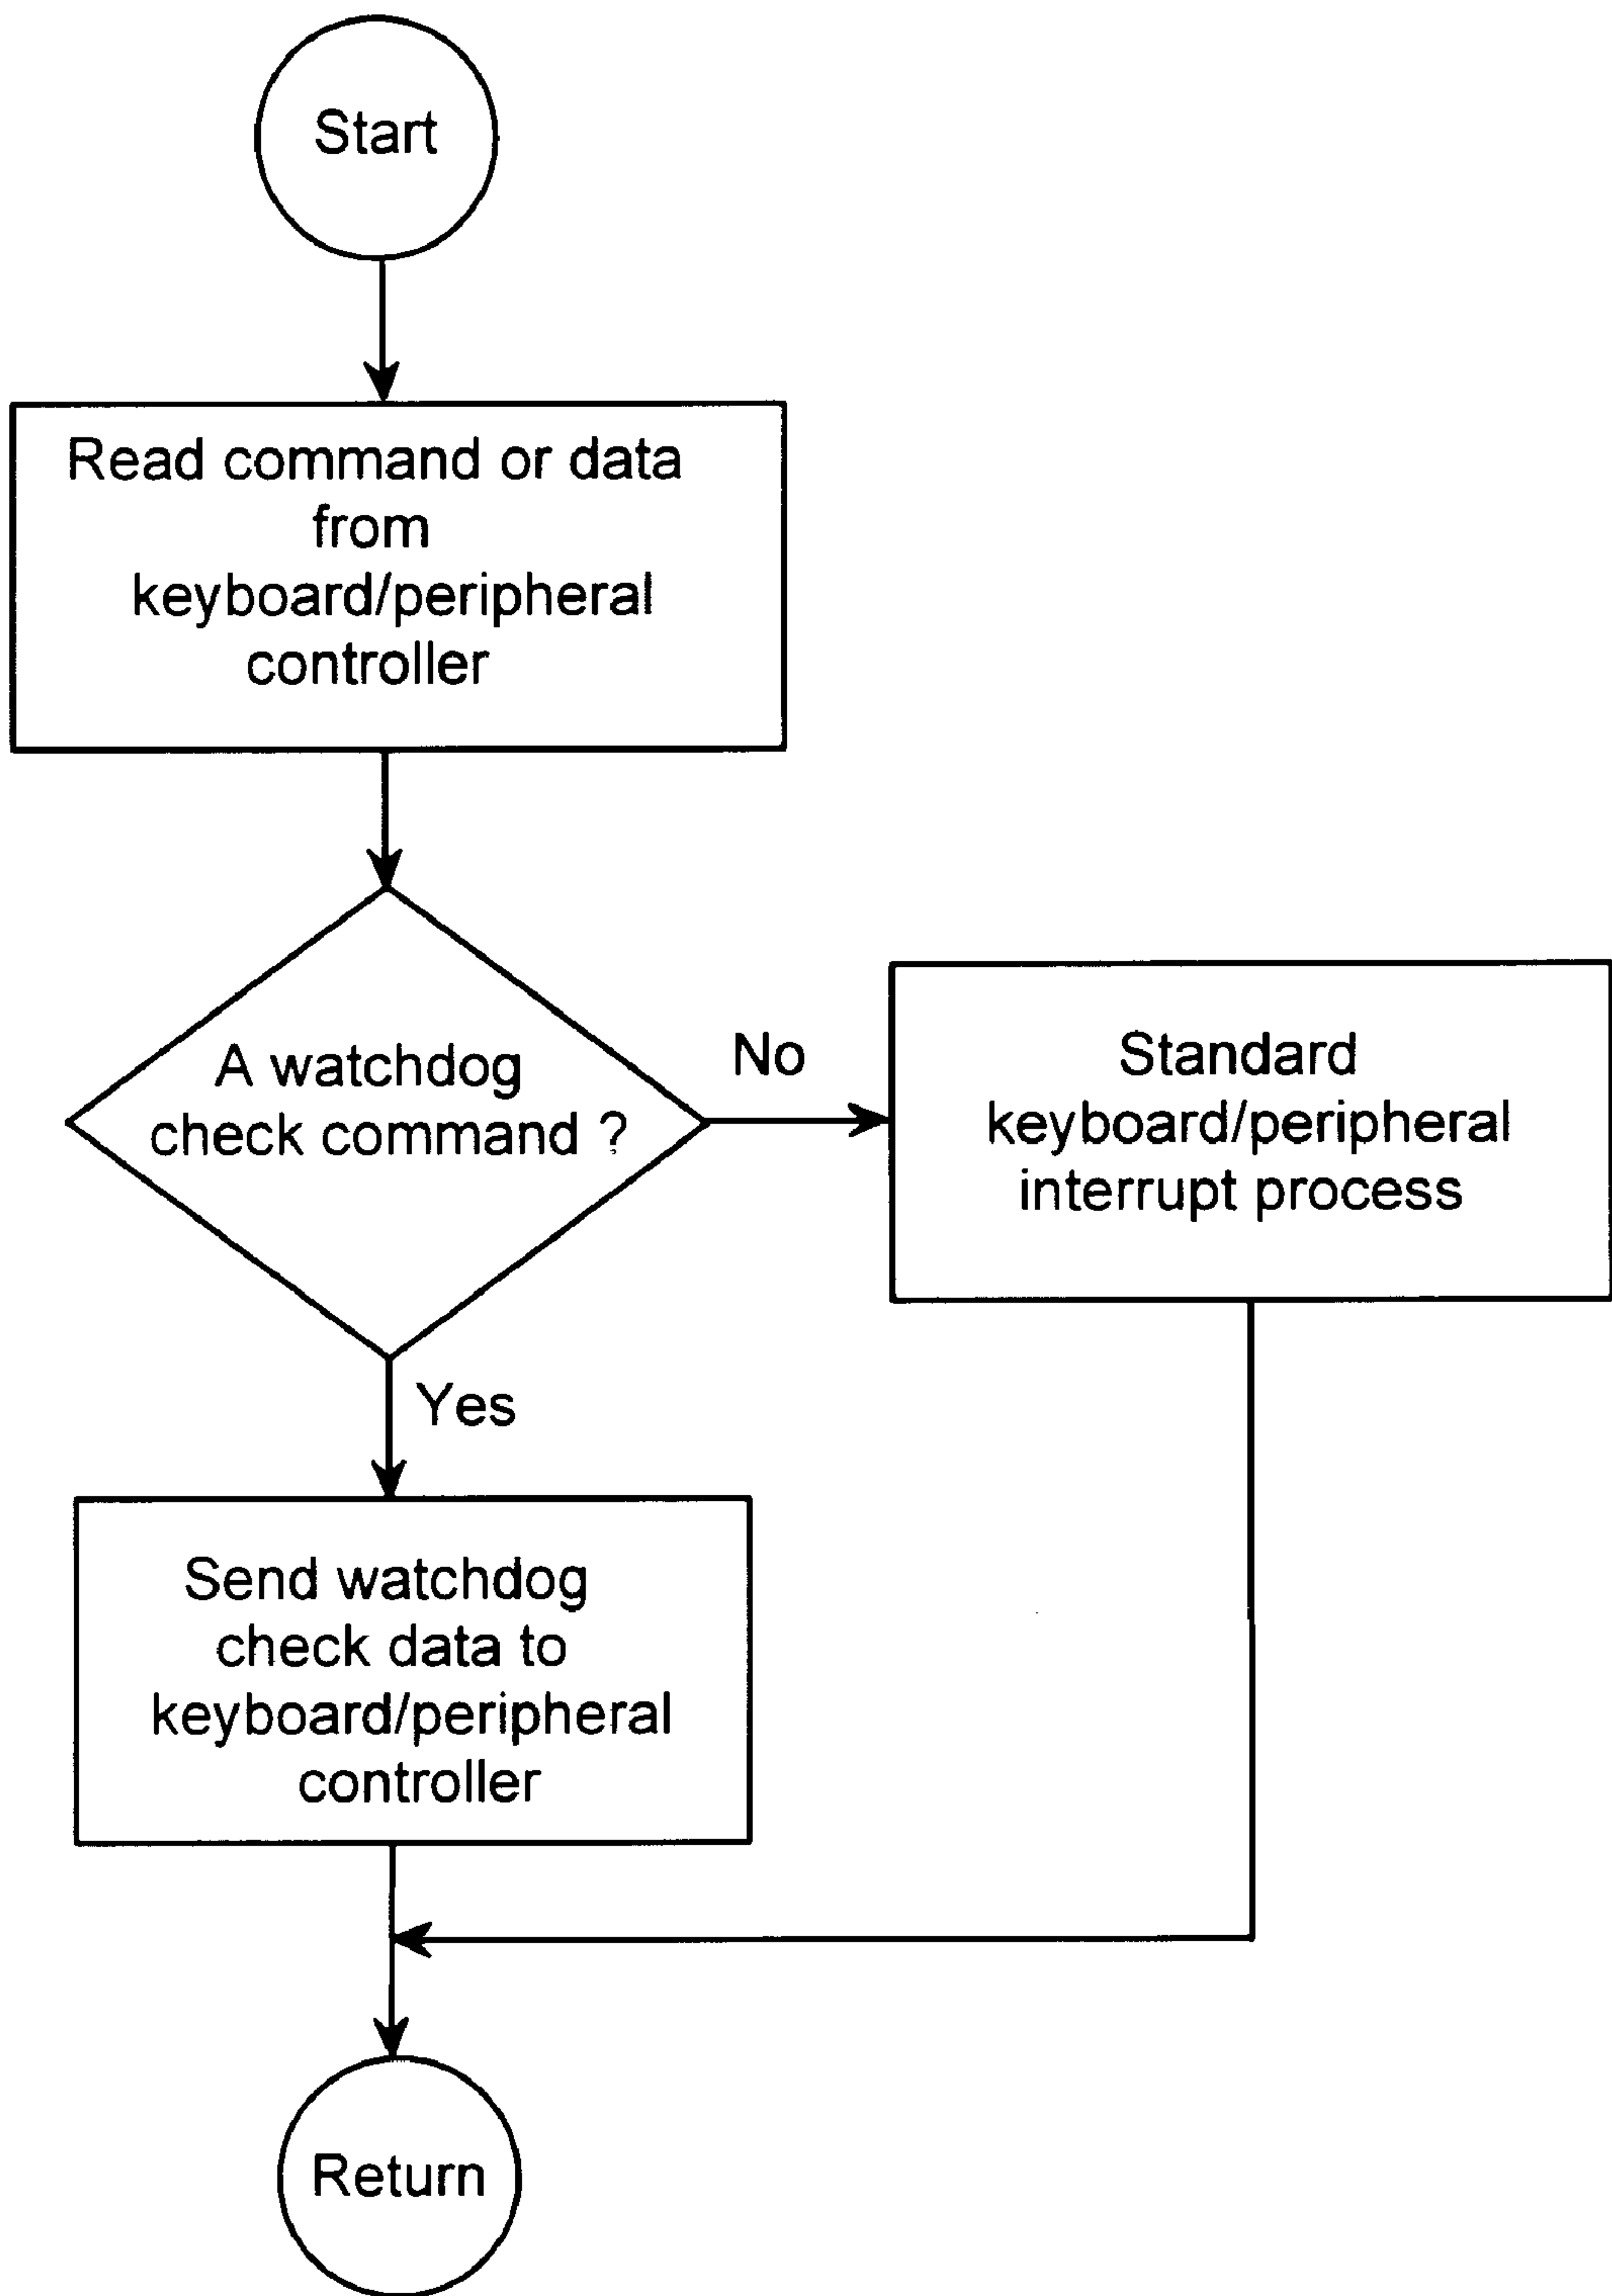 Start
Read command or data
from
keyboard/peripheral
controller
A watchdog
check command ?
No
Standard
keyboard/peripheral
interrupt process
Yes
Send watchdog
check data to
keyboard/peripheral
controller
Return